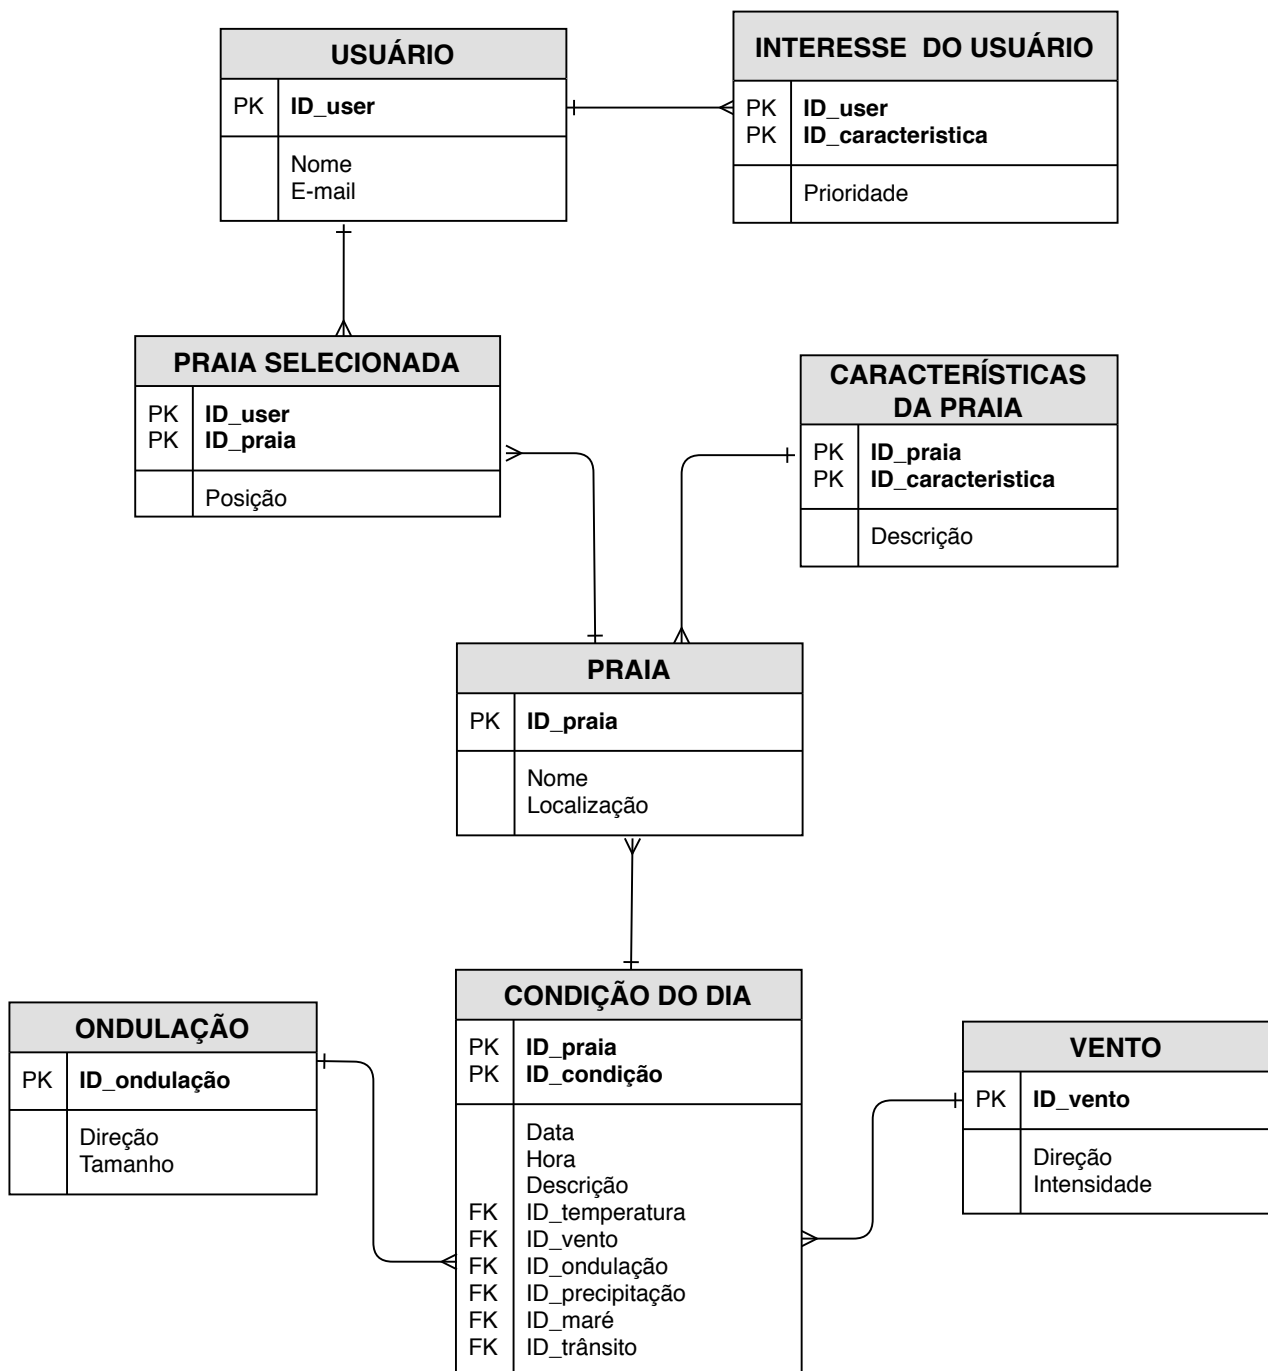 USUÁRIO
PK ID_user
Nome
E-mail
INTERESSE DO USUÁRIO
PK ID_user
PK ID_caracteristica
Prioridade
PRAIA SELECIONADA
PK ID_user
PK ID_praia
Posição
CARACTERÍSTICAS
DA PRAIA
PK ID_praia
PK ID_caracteristica
Descrição
PRAIA
PK ID_praia
Nome
Localização
ONDULAÇÃO
PK ID_ondulação
Direção
Tamanho
CONDIÇÃO DO DIA
PK ID_praia
PK ID_condição
Data
Hora
Descrição
FK ID_temperatura
FK ID_vento
FK ID_ondulação
FK ID_precipitação
FK ID_maré
FK ID_trânsito
VENTO
PK ID_vento
Direção
Intensidade